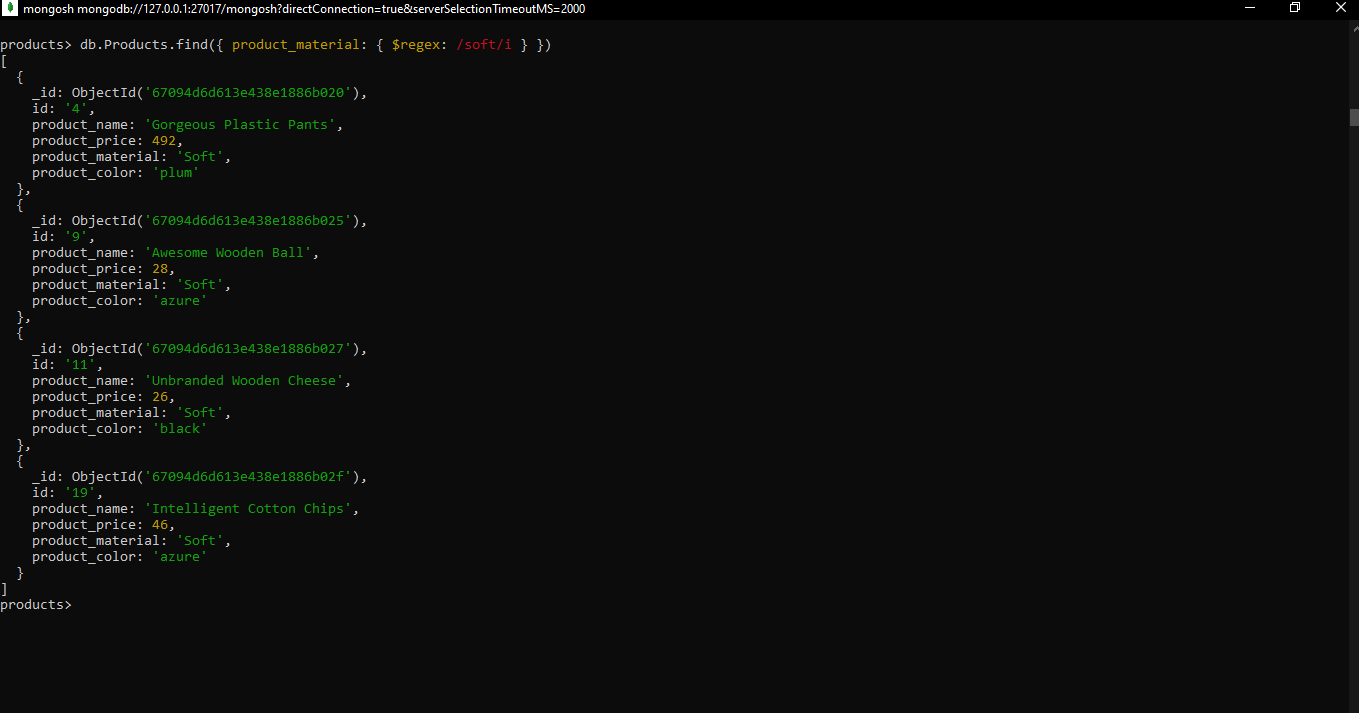 mongosh mongodb://127.0.0.1:27017/mongosh?directConnection=true&serverSelectionTimeoutMS=2000
products> db.Products.find({ product_material: { $regex: /soft/i } })
[
  {
    _id: ObjectId('67094d6d613e438e1886b020'),
    id: '4',
    product_name: 'Gorgeous Plastic Pants',
    product_price: 492,
    product_material: 'Soft',
    product_color: 'plum'
  },
  {
    _id: ObjectId('67094d6d613e438e1886b025'),
    id: '9',
    product_name: 'Awesome Wooden Ball',
    product_price: 28,
    product_material: 'Soft',
    product_color: 'azure'
  },
  {
    _id: ObjectId('67094d6d613e438e1886b027'),
    id: '11',
    product_name: 'Unbranded Wooden Cheese',
    product_price: 26,
    product_material: 'Soft',
    product_color: 'black'
  },
  {
    _id: ObjectId('67094d6d613e438e1886b02f'),
    id: '19',
    product_name: 'Intelligent Cotton Chips',
    product_price: 46,
    product_material: 'Soft',
    product_color: 'azure'
  }
]
products>